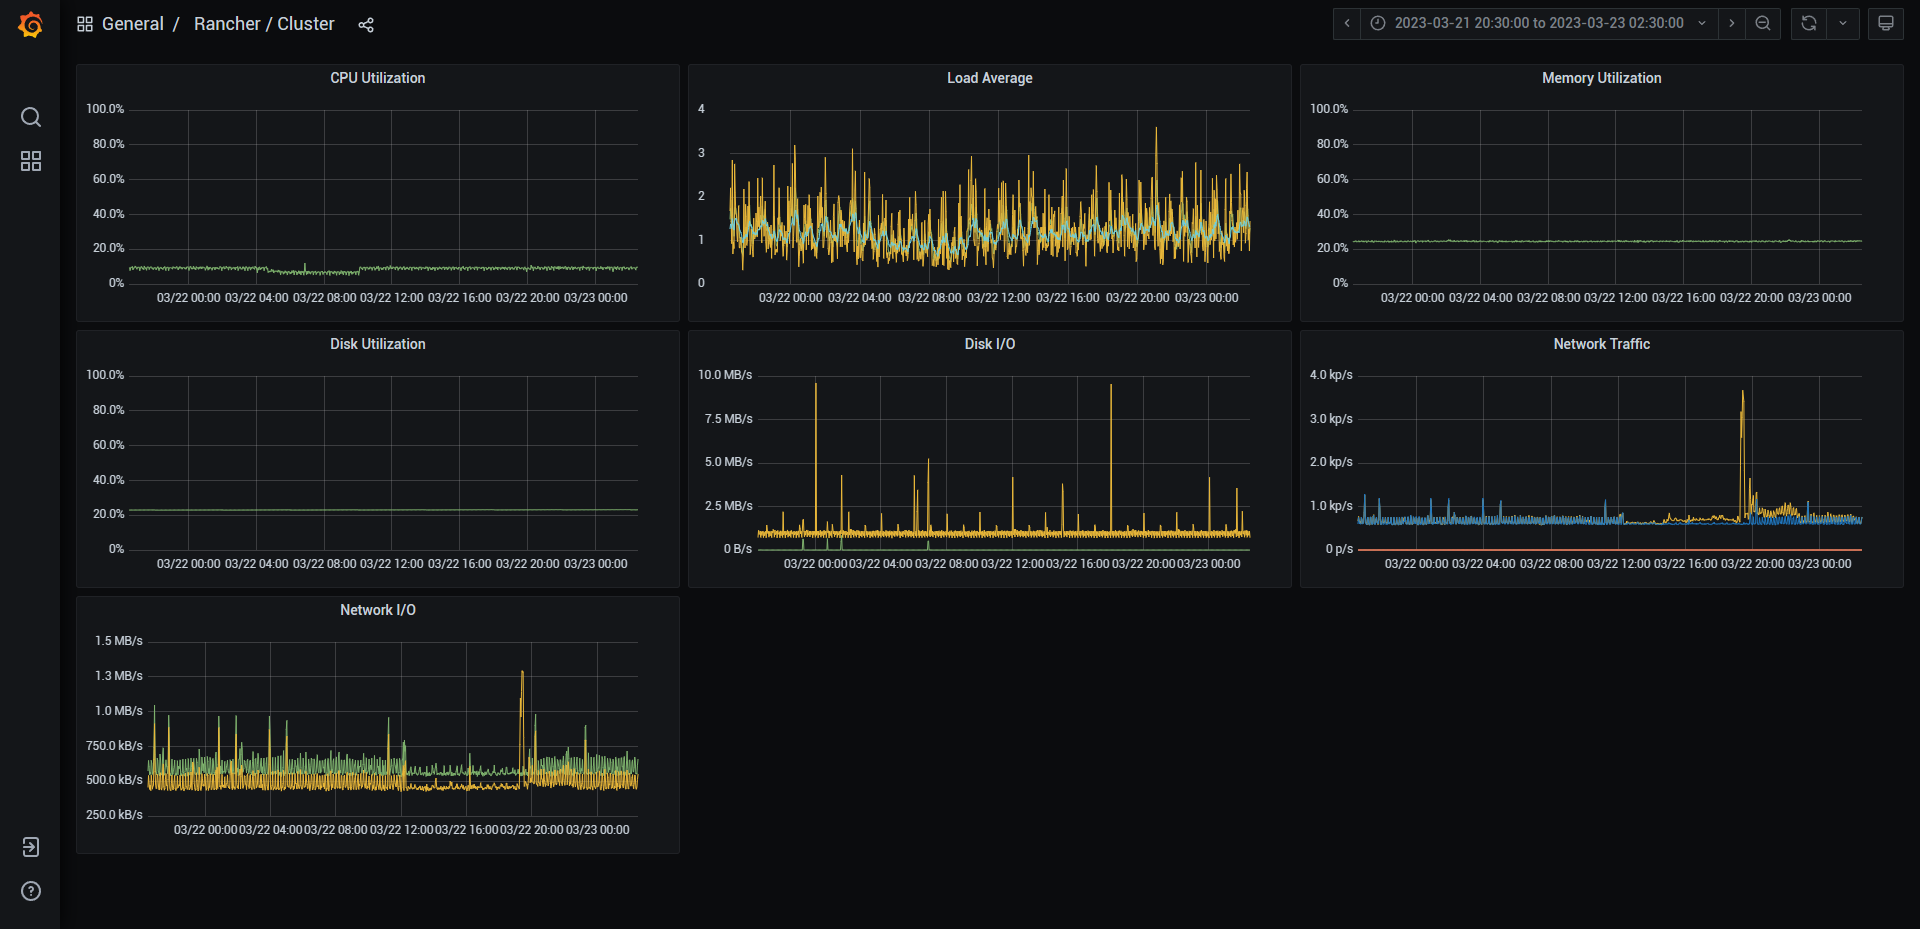 General / Rancher / Cluster
2023-03-21 20:30:00 to 2023-03-23 02:30:00
CPU Utilization
100.0%
80.0%
60.0%
40.0%
20.0%
0%
03/22 00:00 03/22 04:00 03/22 08:00 03/22 12:00 03/22 16:00 03/22 20:00 03/23 00:00
Load Average
4
3
2
1
0
03/22 00:00 03/22 04:00 03/22 08:00 03/22 12:00 03/22 16:00 03/22 20:00 03/23 00:00
Memory Utilization
100.0%
80.0%
60.0%
40.0%
20.0%
0%
03/22 00:00 03/22 04:00 03/22 08:00 03/22 12:00 03/22 16:00 03/22 20:00 03/23 00:00
Disk Utilization
100.0%
80.0%
60.0%
40.0%
20.0%
0%
03/22 00:00 03/22 04:00 03/22 08:00 03/22 12:00 03/22 16:00 03/22 20:00 03/23 00:00
Disk I/O
10.0 MB/s
7.5 MB/s
5.0 MB/s
2.5 MB/s
0 B/s
03/22 00:00 03/22 04:00 03/22 08:00 03/22 12:00 03/22 16:00 03/22 20:00 03/23 00:00
Network Traffic
4.0 kp/s
3.0 kp/s
2.0 kp/s
1.0 kp/s
0 p/s
03/22 00:00 03/22 04:00 03/22 08:00 03/22 12:00 03/22 16:00 03/22 20:00 03/23 00:00
Network I/O
1.5 MB/s
1.3 MB/s
1.0 MB/s
750.0 kB/s
500.0 kB/s
250.0 kB/s
03/22 00:00 03/22 04:00 03/22 08:00 03/22 12:00 03/22 16:00 03/22 20:00 03/23 00:00